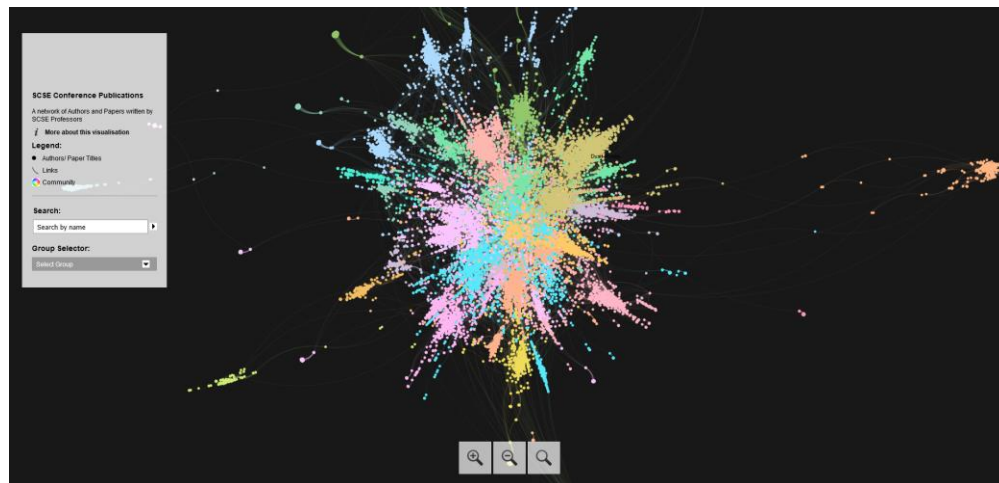 SCSE Conference Publications
A network of Authors and Papers written by
SCSE Professors
i More about this visualisation
Legend:
Authors/ Paper Titles
Links
Community
Search:
Search by name
Group Selector:
Select Group